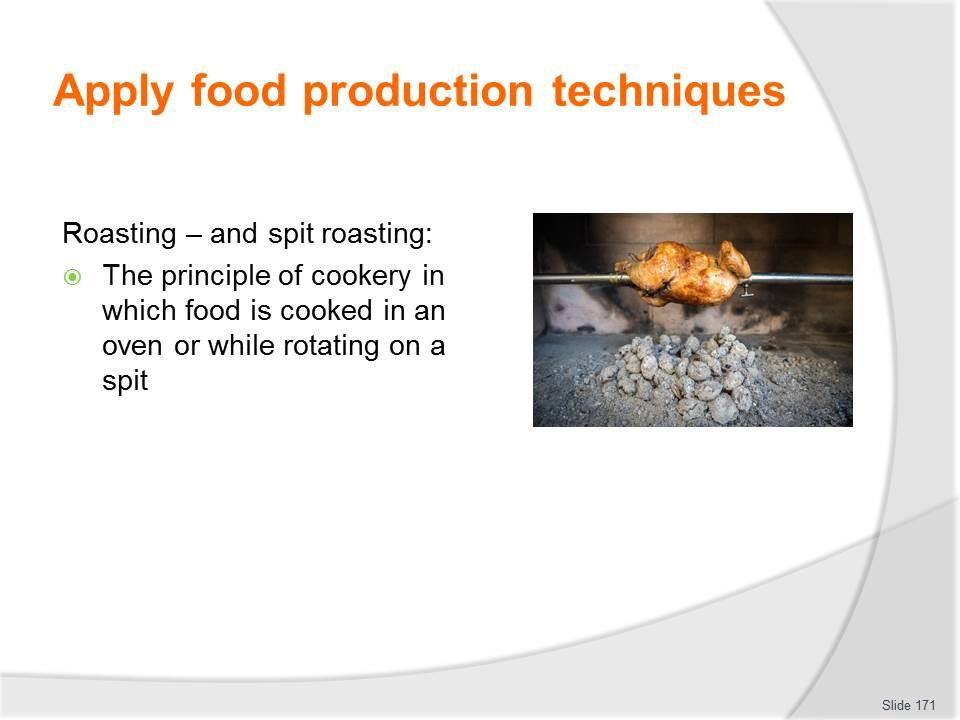 Apply food production techniques
Roasting – and spit roasting:
The principle of cookery in
which food is cooked in an
oven or while rotating on a
spit
Slide 171